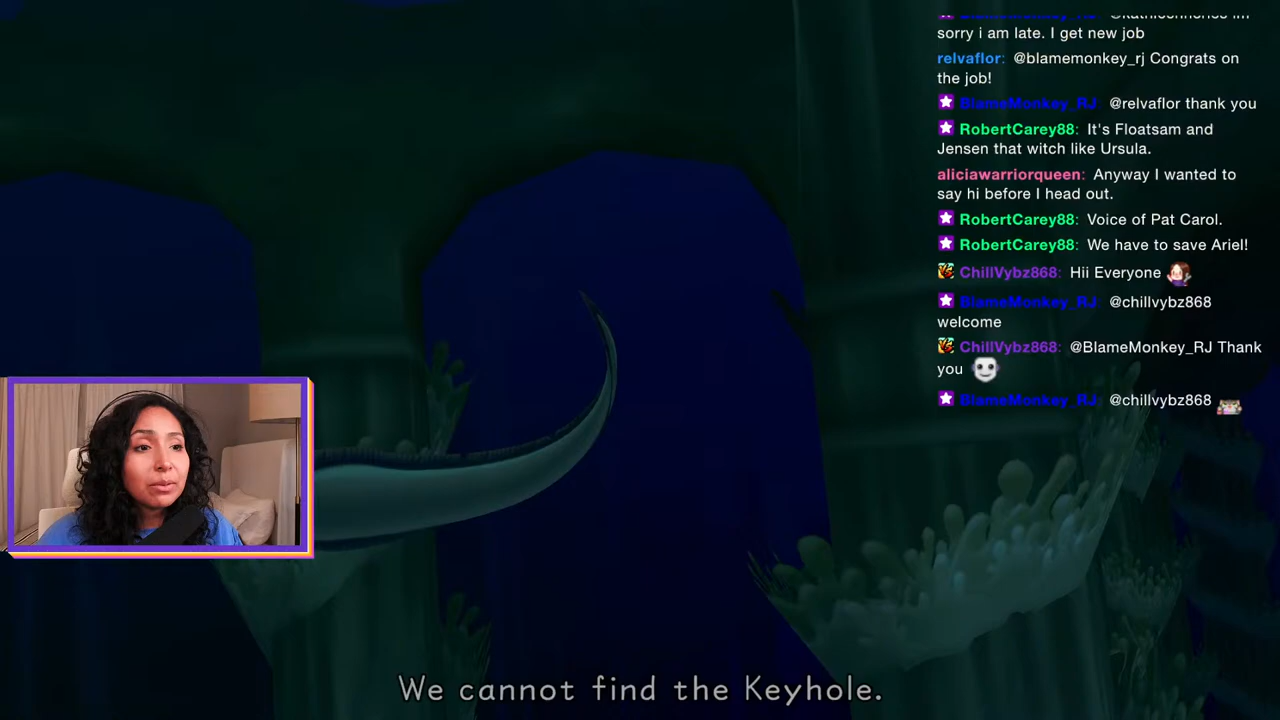 sorry i am late. I get new job
relvaflor: @blamemonkey_rj Congrats on
the job!
BlameMonkey_RJ: @relvaflor thank you
RobertCarey88: It's Floatsam and
Jensen that witch like Ursula.
aliciawarriorqueen: Anyway I wanted to
say hi before I head out.
RobertCarey88: Voice of Pat Carol.
RobertCarey88: We have to save Ariel!
ChillVybz868: Hii Everyone
BlameMonkey_RJ: @chillvybz868
welcome
ChillVybz868: @BlameMonkey_RJ Thank
you
BlameMonkey_RJ: @chillvybz868
We cannot find the Keyhole.